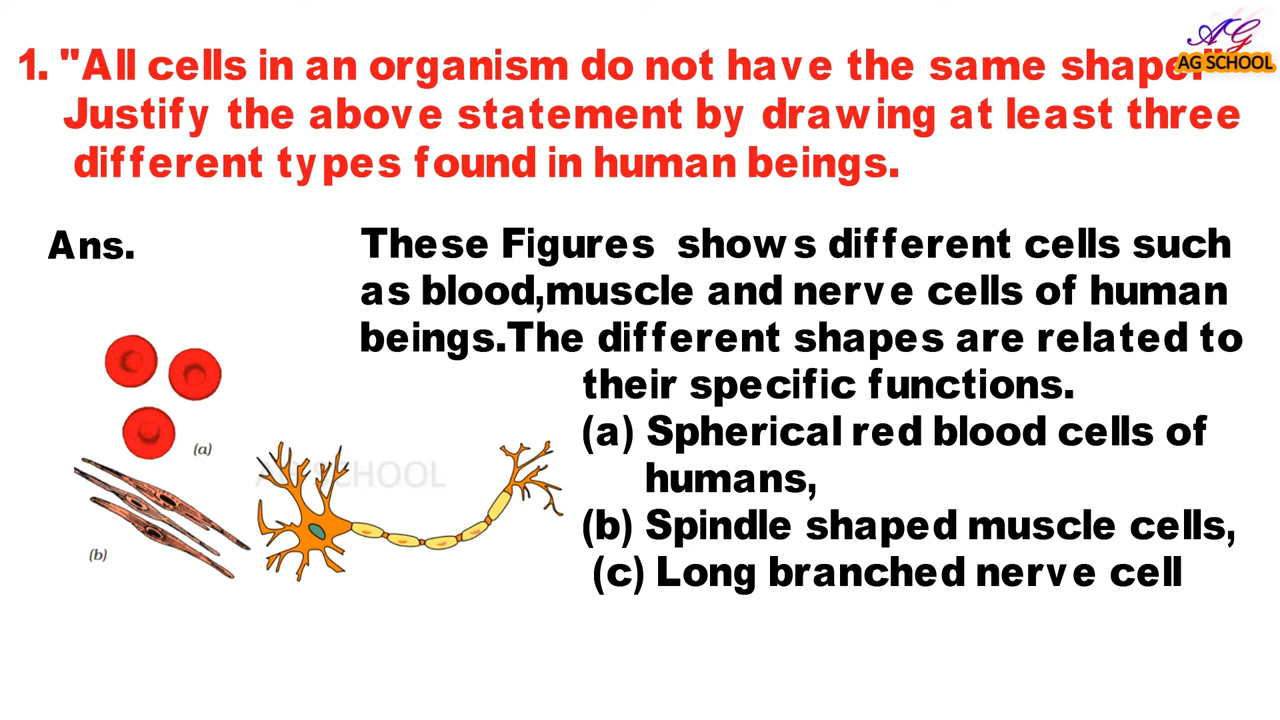 AG
AG SCHOOL
1. "All cells in an organism do not have the same shape."
Justify the above statement by drawing at least three
different types found in human beings.
Ans.
These Figures shows different cells such
as blood,muscle and nerve cells of human
beings.The different shapes are related to
their specific functions.
(a) Spherical red blood cells of
humans,
(b) Spindle shaped muscle cells,
(c) Long branched nerve cell
(a)
AG SCHOOL
(b)